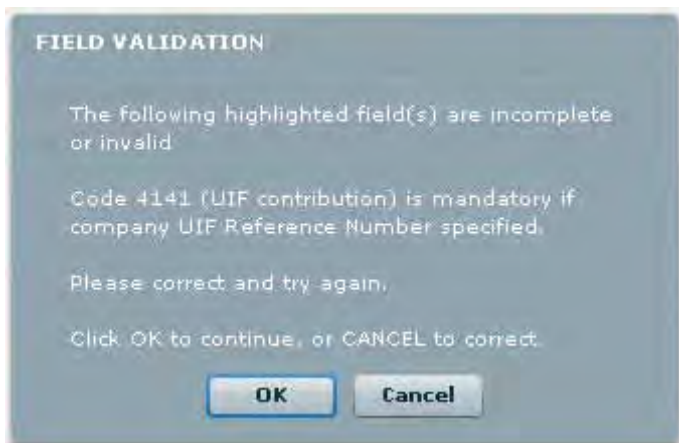 FIELD VALIDATION
The following highlighted field(s) are incomplete
or invalid
Code 4141 (UIF contribution) is mandatory if
company UIF Reference Number specified.
Please correct and try again.
Click OK to continue, or CANCEL to correct.
OK
Cancel